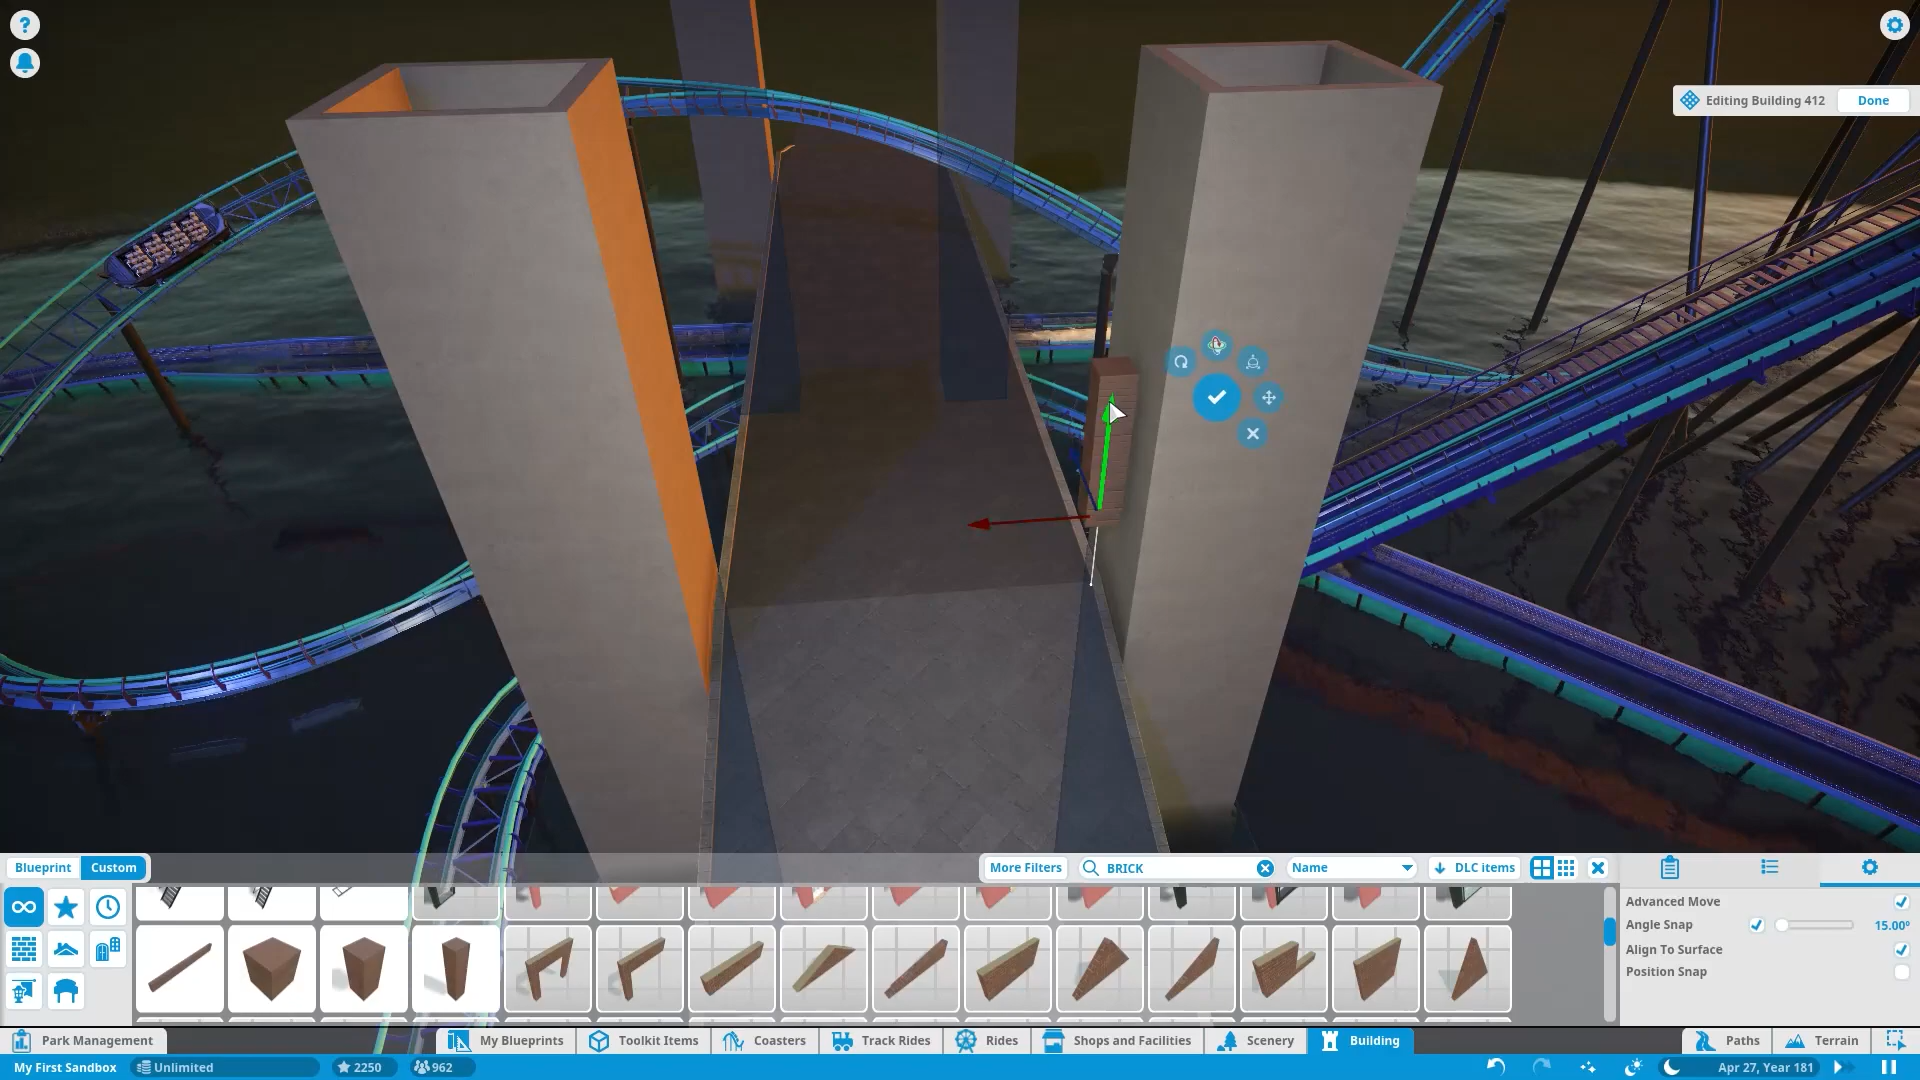 ?
Editing Building 412
Done
Blueprint
Custom
More Filters
BRICK
Name
DLC items
Advanced Move
Angle Snap
15.00°
Align To Surface
Position Snap
Park Management
My Blueprints
Toolkit Items
Coasters
Track Rides
Rides
Shops and Facilities
Scenery
Building
Paths
Terrain
My First Sandbox
Unlimited
2250
962
Apr 27, Year 181